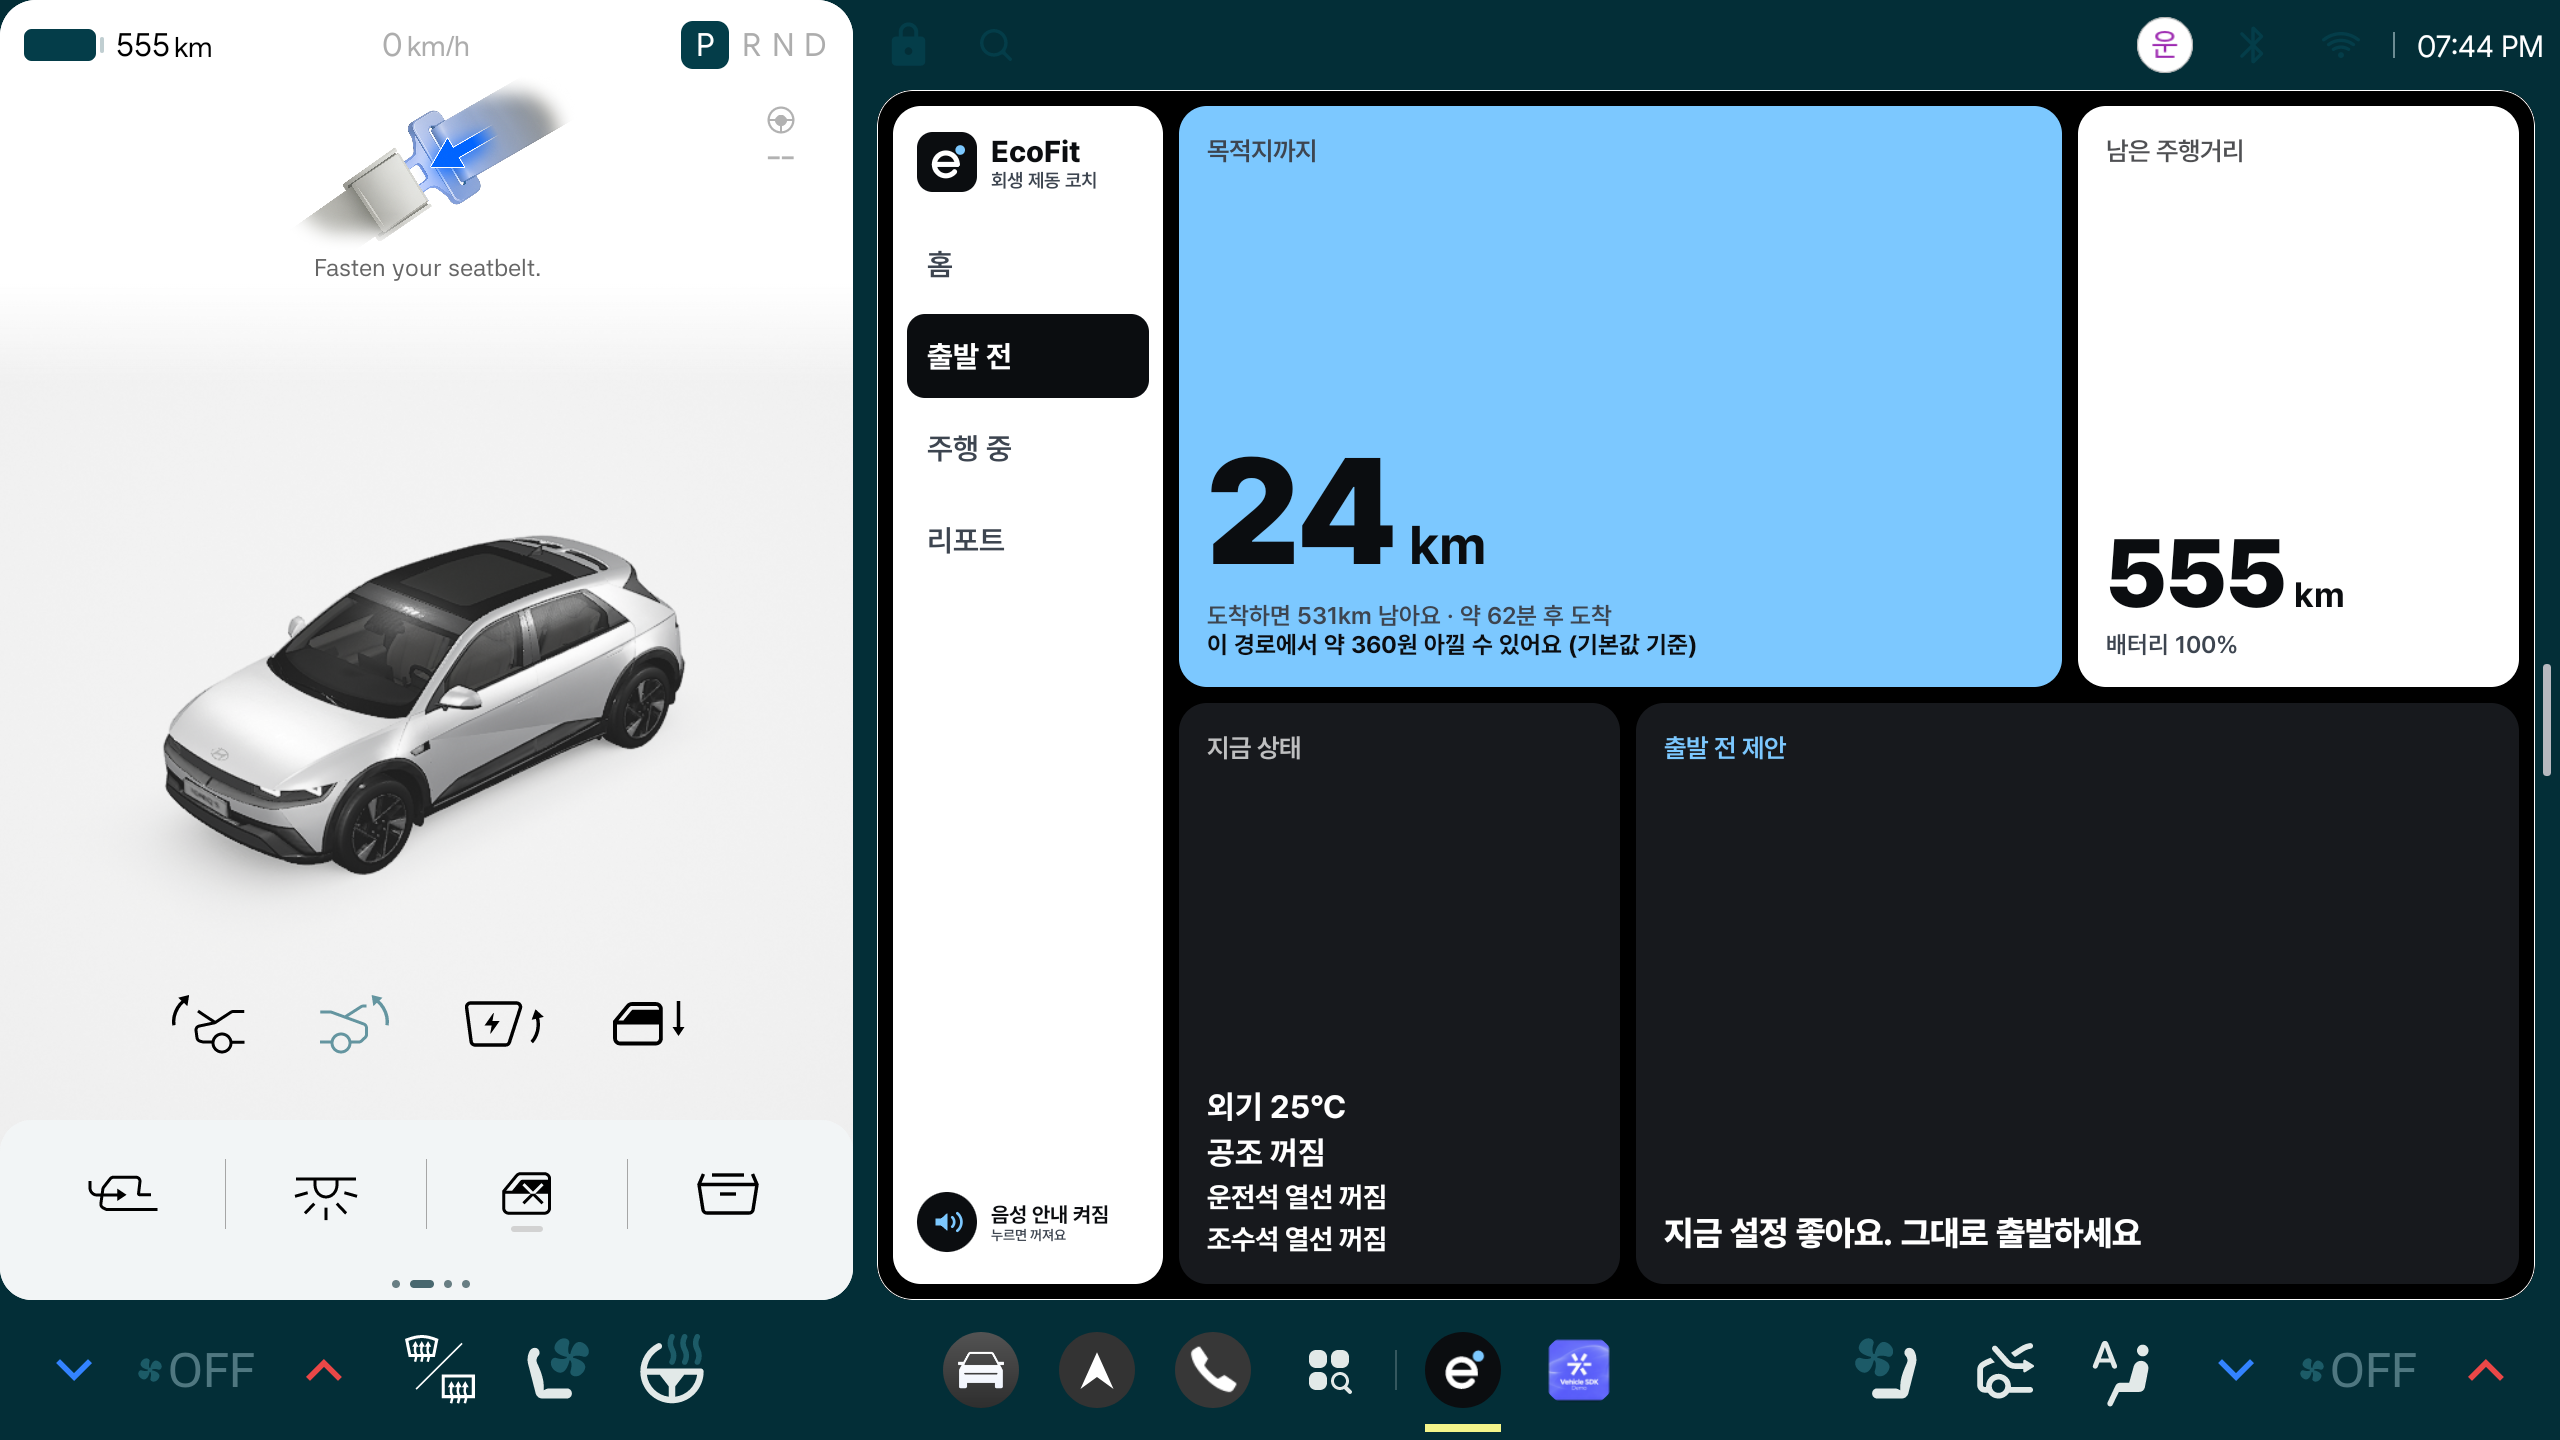 555 km
0 km/h
P R N D
07:44 PM
운
Fasten your seatbelt.
--
EcoFit
회생 제동 코치
홈
출발 전
주행 중
리포트
음성 안내 켜짐
누르면 꺼져요
목적지까지
24 km
도착하면 531km 남아요 · 약 62분 후 도착
이 경로에서 약 360원 아낄 수 있어요 (기본값 기준)
남은 주행거리
555 km
배터리 100%
지금 상태
외기 25°C
공조 꺼짐
운전석 열선 꺼짐
조수석 열선 꺼짐
출발 전 제안
지금 설정 좋아요. 그대로 출발하세요
OFF
e
Vehicle SDK
Demo
A
OFF